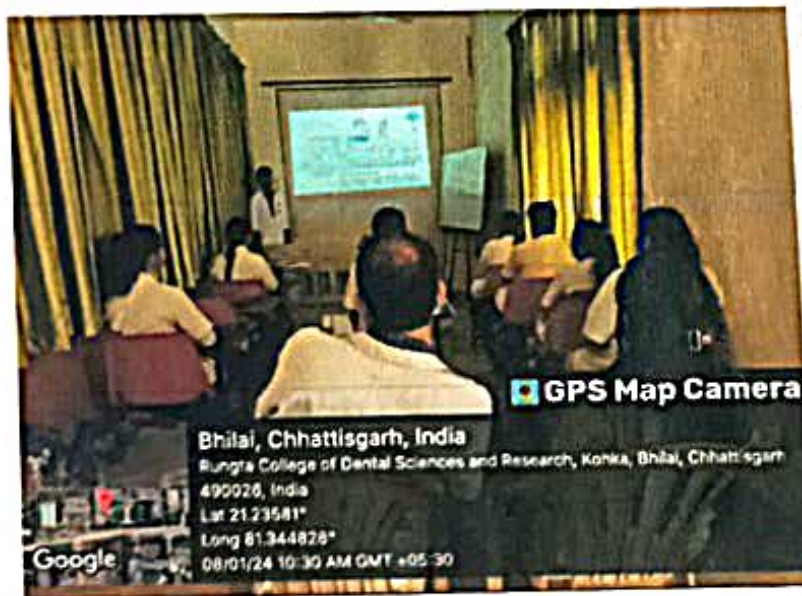 GPS Map Camera
Bhilai, Chhattisgarh, India
Rungta College of Dental Sciences and Research, Kohka, Bhilai, Chhattisgarh
490026, India
Lat 21.23581°
Long 81.344828°
08/01/24 10:30 AM GMT +05:30
Google